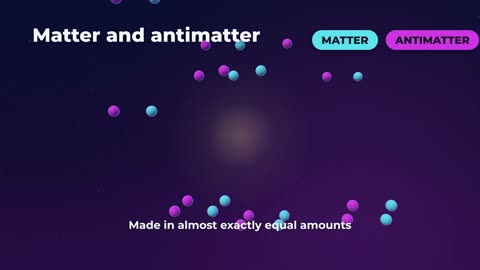 Matter and antimatter
MATTER
ANTIMATTER
Made in almost exactly equal amounts